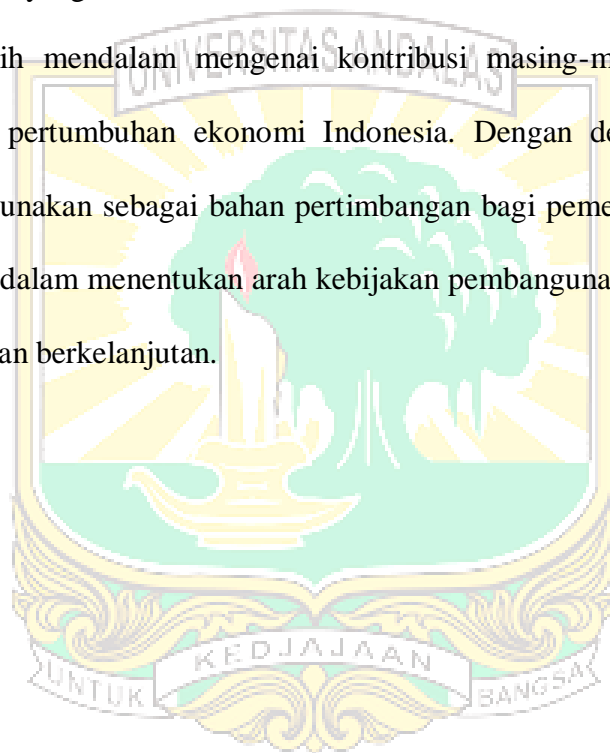 yang
UNIVERSITAS ANDALAS
ih mendalam mengenai kontribusi masing-m
pertumbuhan ekonomi Indonesia. Dengan de
unakan sebagai bahan pertimbangan bagi peme
dalam menentukan arah kebijakan pembanguna
an berkelanjutan.
KEDJAJAAN
UNTUK BANGSA